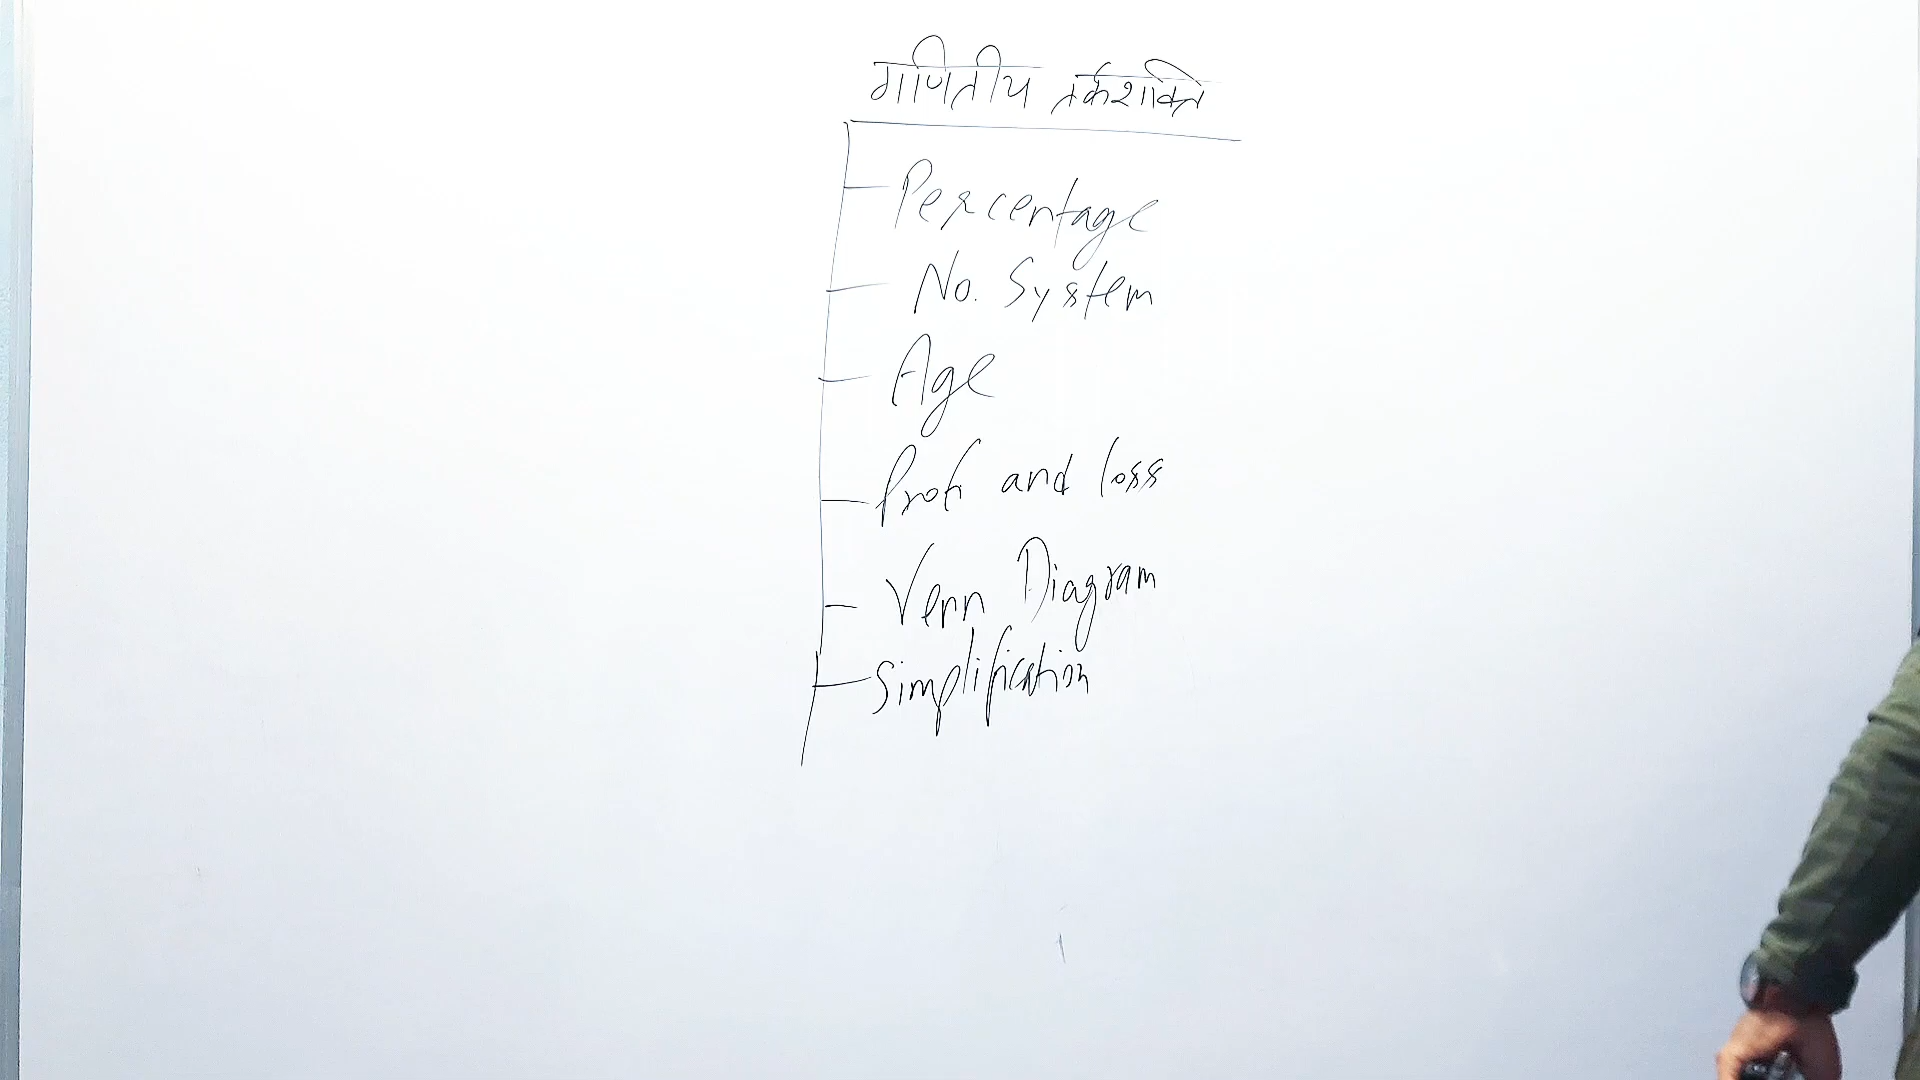 गणितीय तर्कशक्ति
Percentage
No. System
Age
Profi and loss
Venn Diagram
Simplification